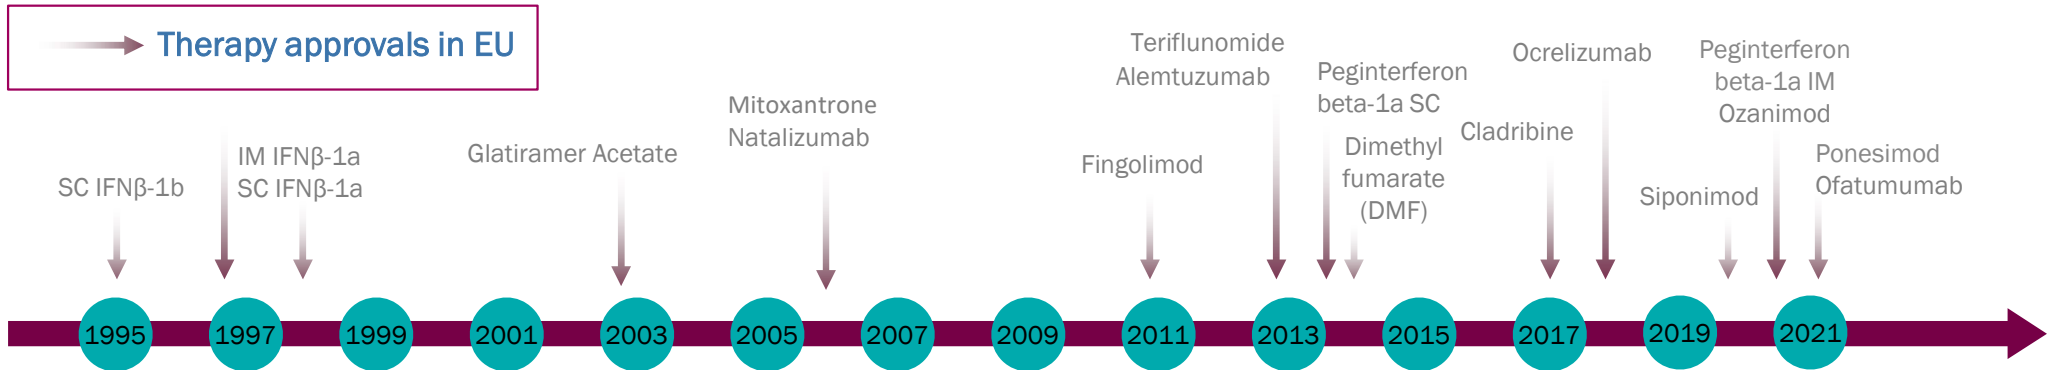 Therapy approvals in EU
SC IFNβ-1b
IM IFNβ-1a
SC IFNβ-1a
Glatiramer Acetate
Mitoxantrone
Natalizumab
Fingolimod
Teriflunomide
Alemtuzumab
Peginterferon
beta-1a SC
Dimethyl
fumarate
(DMF)
Cladribine
Ocrelizumab
Siponimod
Peginterferon
beta-1a IM
Ozanimod
Ponesimod
Ofatumumab
1995
1997
1999
2001
2003
2005
2007
2009
2011
2013
2015
2017
2019
2021